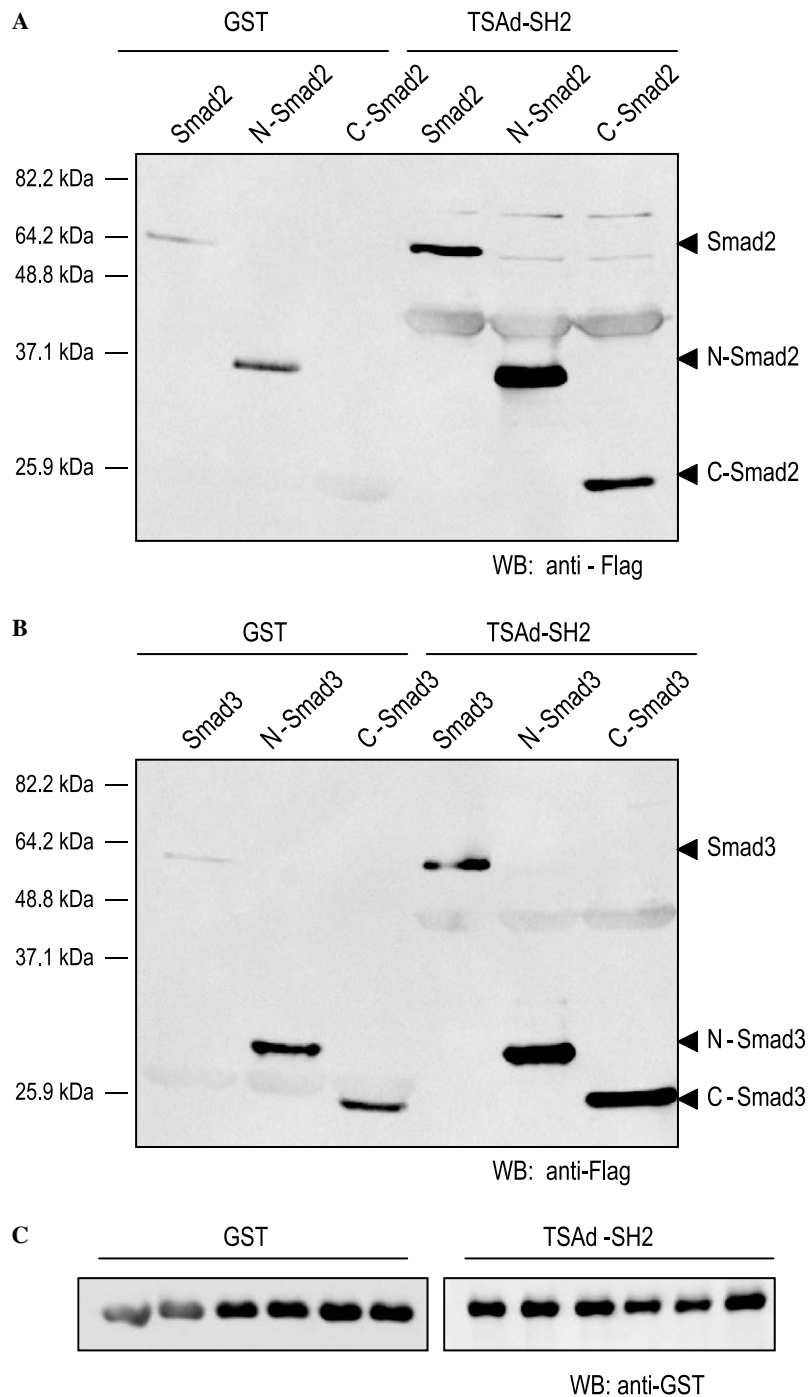 A
GST TSAd-SH2
Smad2 N-Smad2 C-Smad2 Smad2 N-Smad2 C-Smad2
82.2 kDa
64.2 kDa
48.8 kDa
37.1 kDa
25.9 kDa
Smad2
N-Smad2
C-Smad2
WB: anti - Flag
B
GST TSAd-SH2
Smad3 N-Smad3 C-Smad3 Smad3 N-Smad3 C-Smad3
82.2 kDa
64.2 kDa
48.8 kDa
37.1 kDa
25.9 kDa
Smad3
N - Smad3
C - Smad3
WB: anti-Flag
C
GST TSAd -SH2
WB: anti-GST